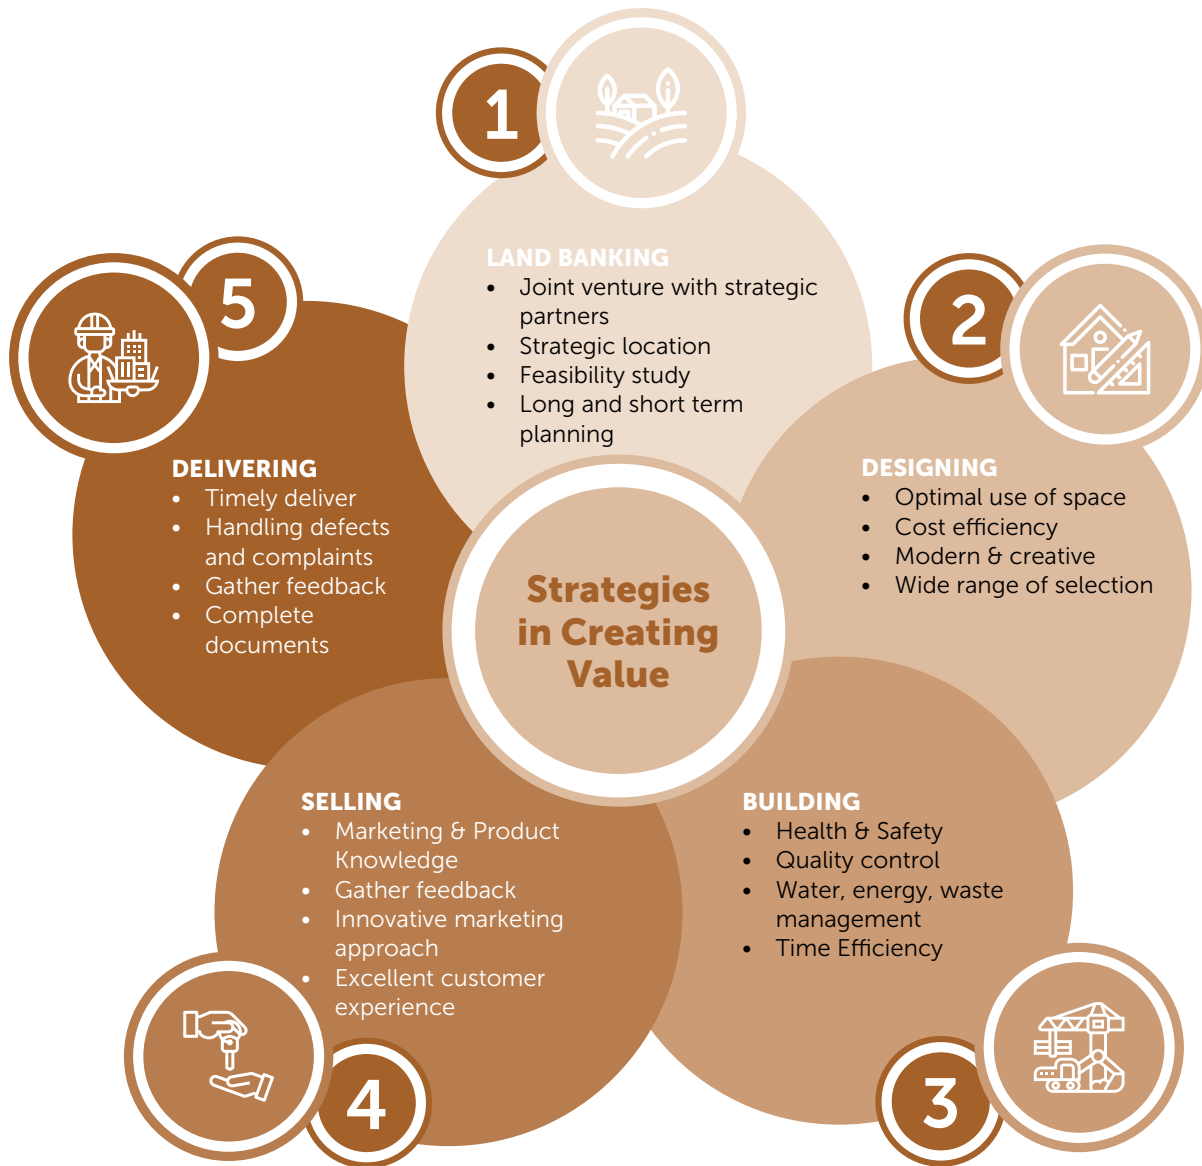 1
LAND BANKING
• Joint venture with strategic
partners
• Strategic location
• Feasibility study
• Long and short term
planning
2
DESIGNING
• Optimal use of space
• Cost efficiency
• Modern & creative
• Wide range of selection
3
BUILDING
• Health & Safety
• Quality control
• Water, energy, waste
management
• Time Efficiency
4
SELLING
• Marketing & Product
Knowledge
• Gather feedback
• Innovative marketing
approach
• Excellent customer
experience
5
DELIVERING
• Timely deliver
• Handling defects
and complaints
• Gather feedback
• Complete
documents
Strategies
in Creating
Value